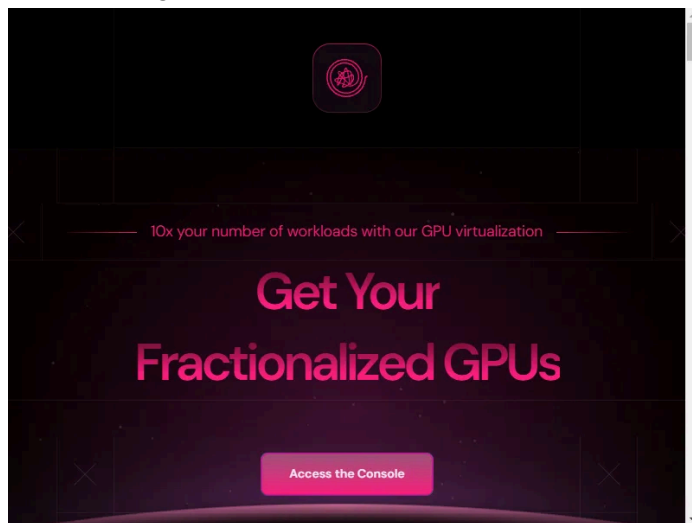 10x your number of workloads with our GPU virtualization
Get Your
Fractionalized GPUs
Access the Console